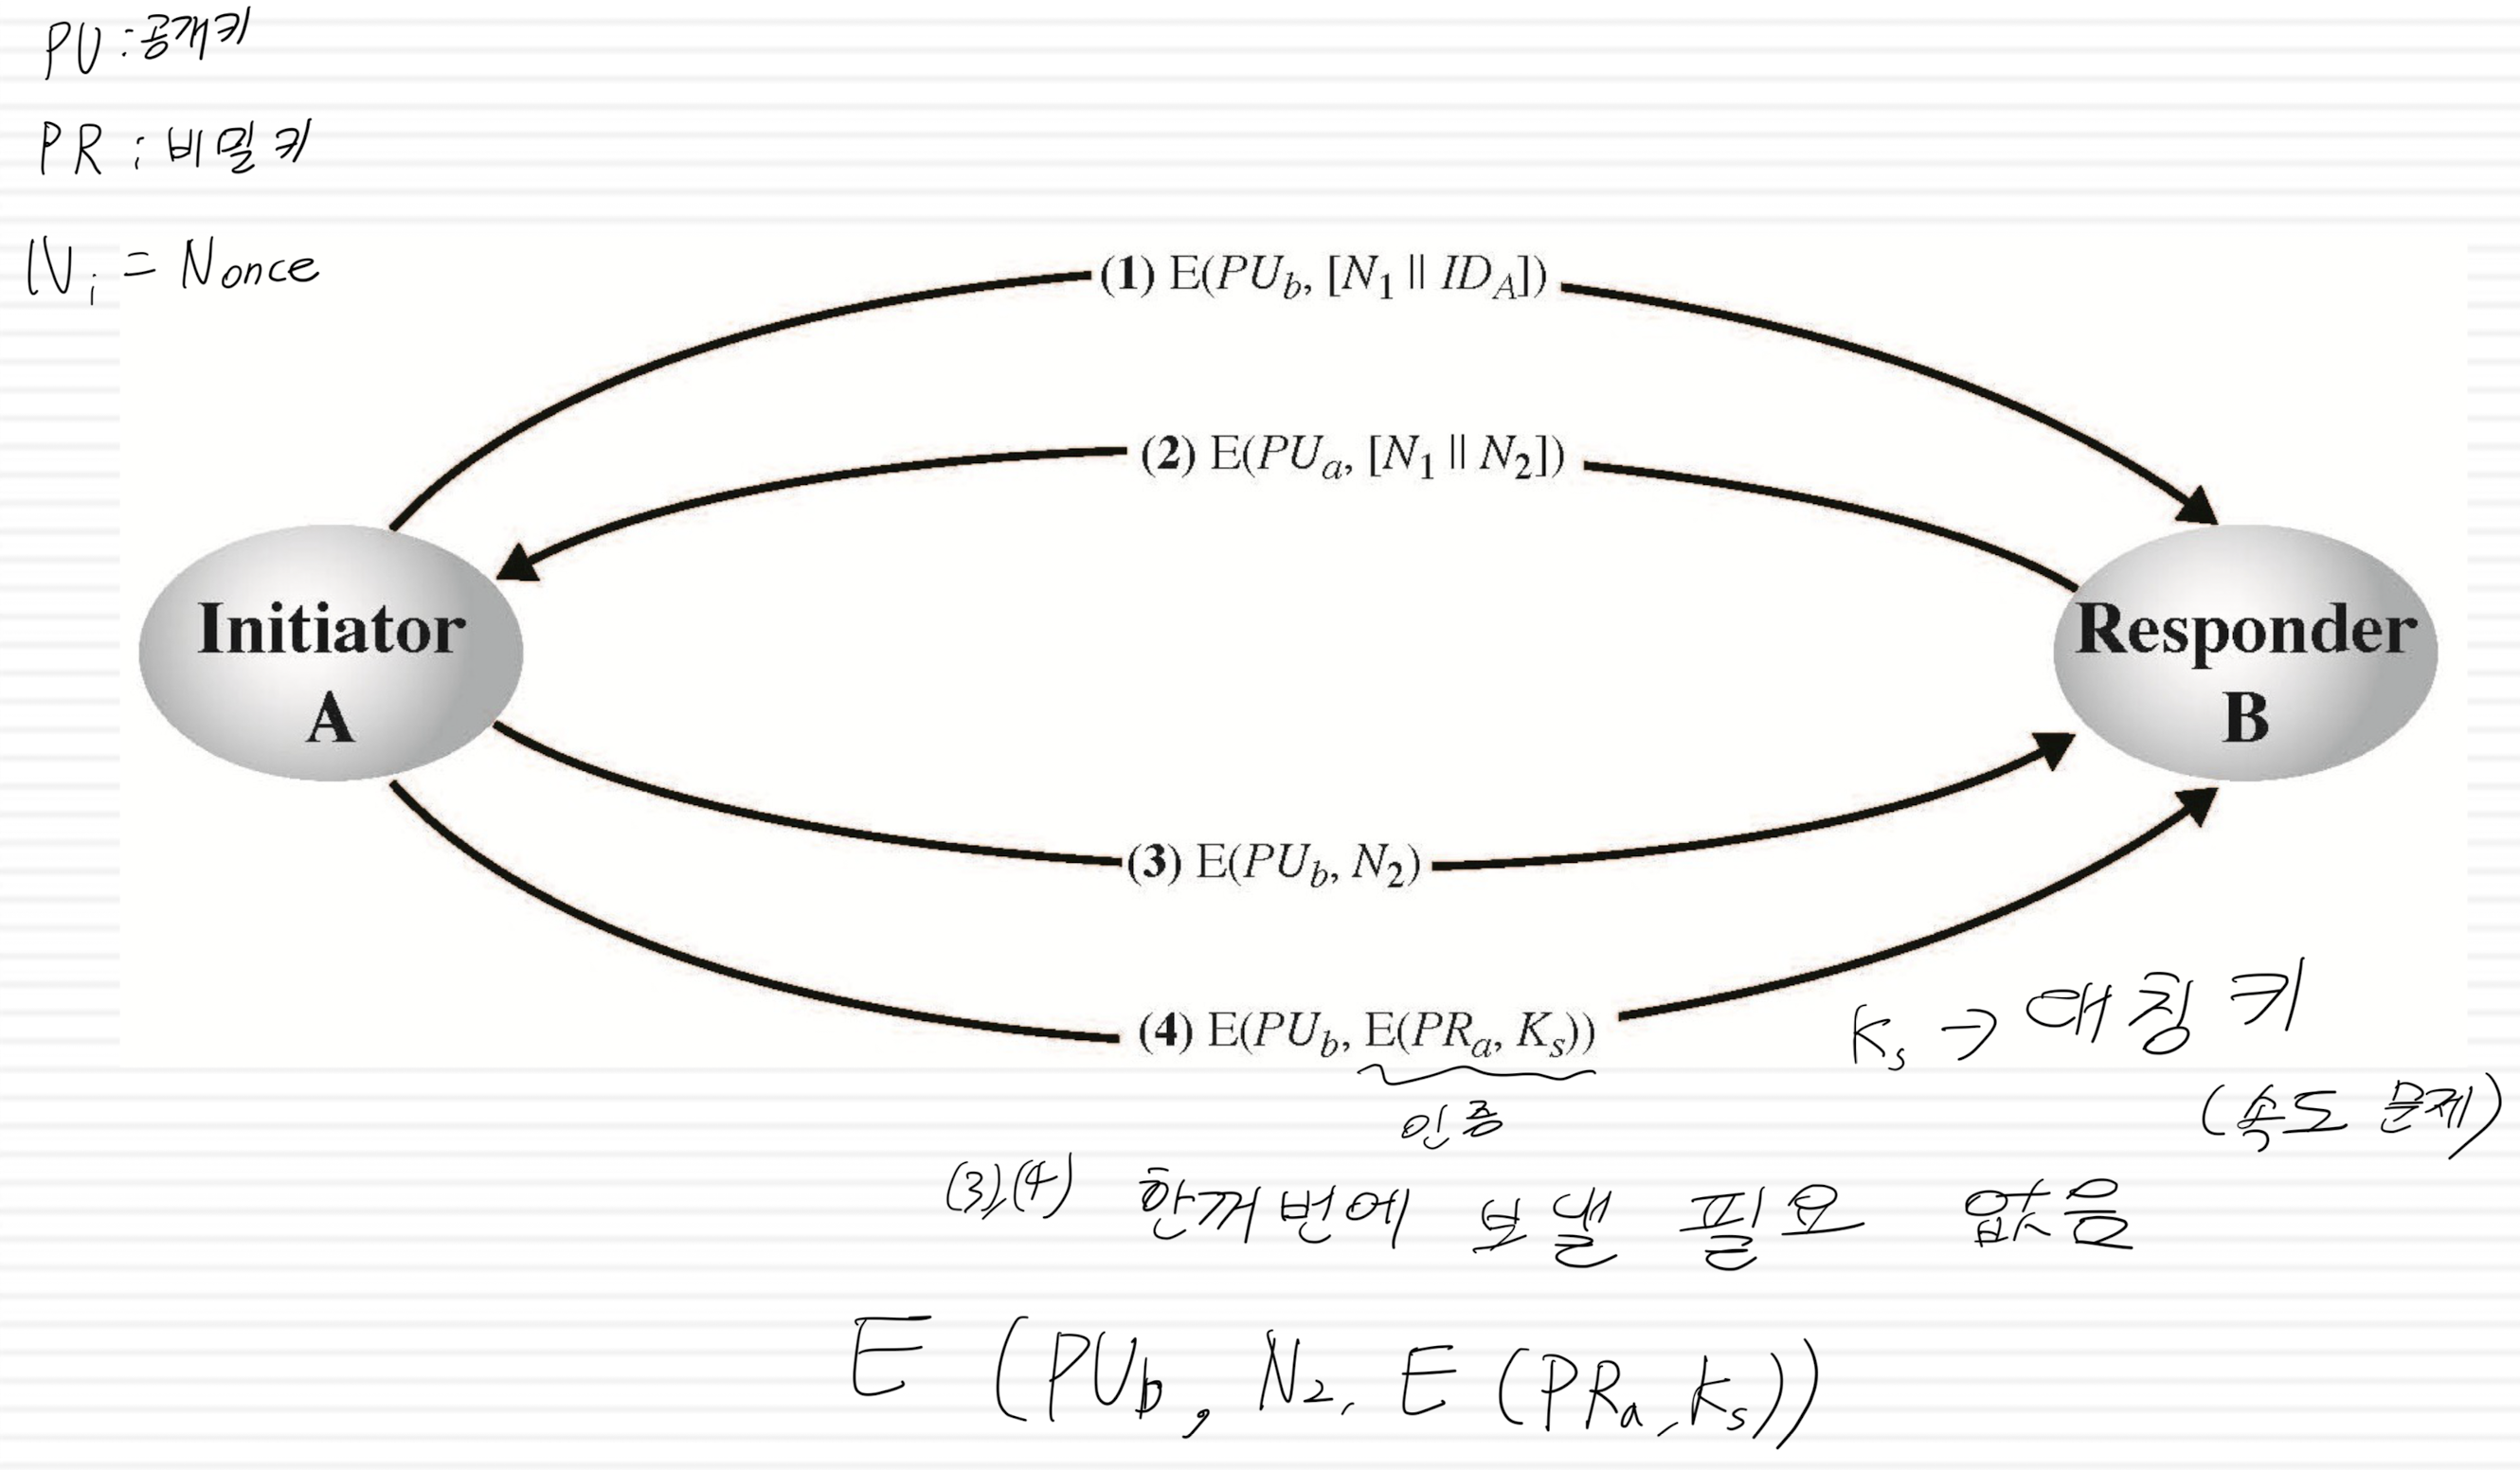 PU : 공개키
PR : 비밀키
Ni = Nonce
(1) E(PU_b, [N_1 || ID_A])
(2) E(PU_a, [N_1 || N_2])
Initiator
A
Responder
B
(3) E(PU_b, N_2)
(4) E(PU_b, E(PR_a, K_s))
Ks → 대칭키
(속도 문제)
인증
(3),(4) 한꺼번에 보낼 필요 없음
E (PU_b, N_2, E (PR_a, K_s))